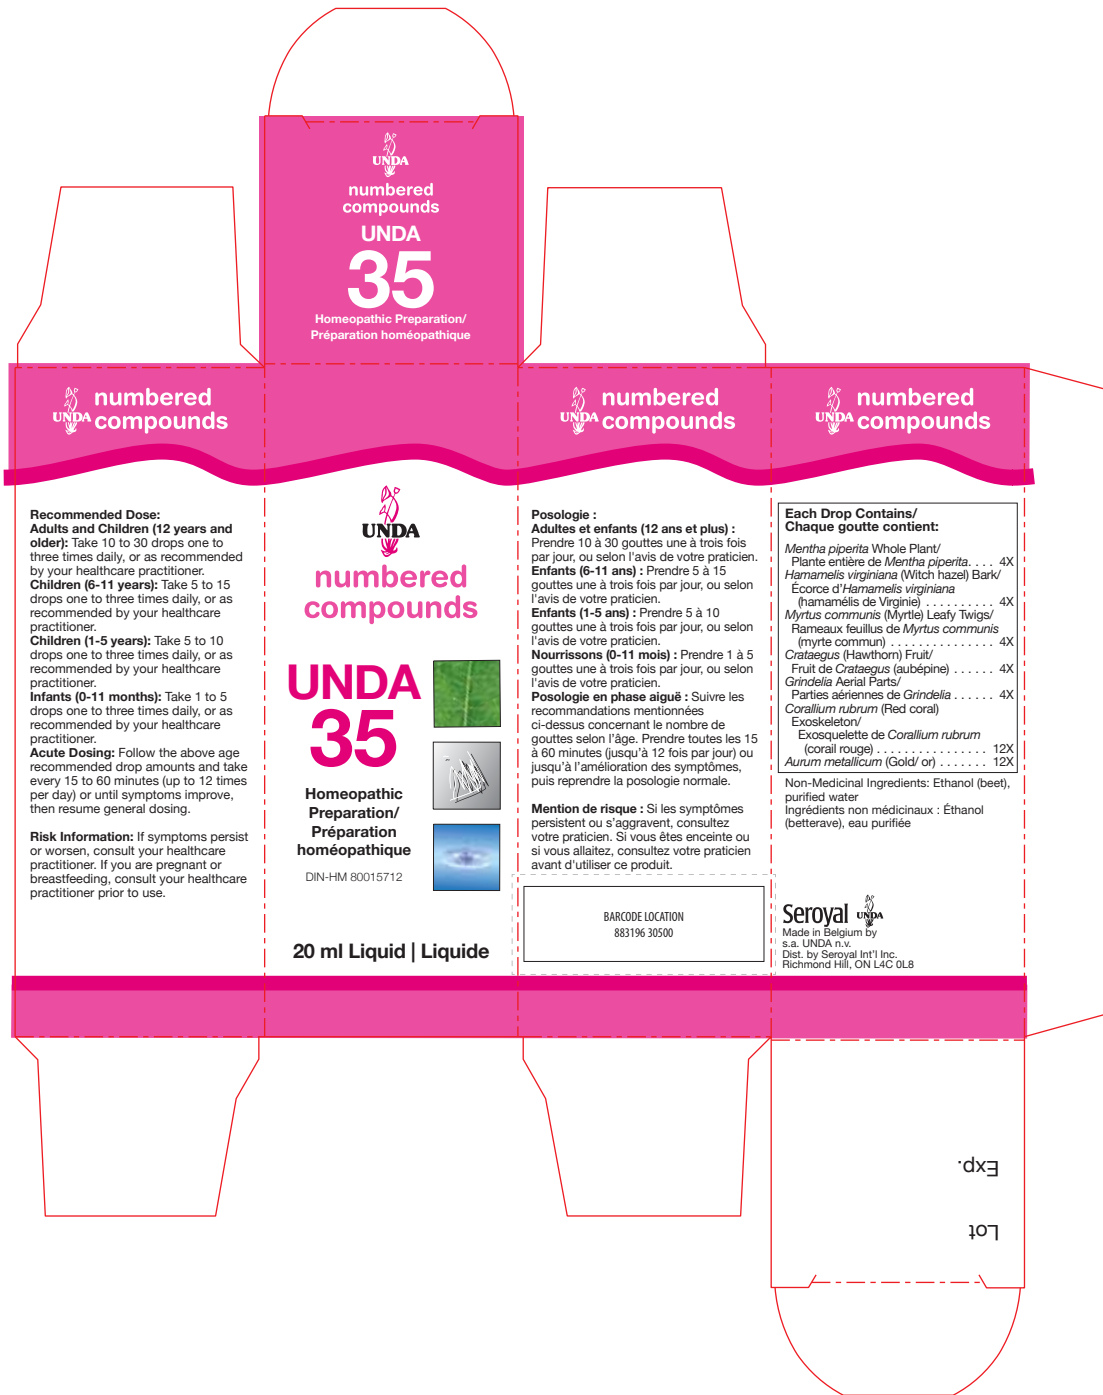 UNDA
numbered
compounds
UNDA
35
Homeopathic Preparation/
Préparation homéopathique
UNDA
numbered
compounds
UNDA
numbered
compounds
UNDA
numbered
compounds
Recommended Dose:
Adults and Children (12 years and
older): Take 10 to 30 drops one to
three times daily, or as recommended
by your healthcare practitioner.
Children (6-11 years): Take 5 to 15
drops one to three times daily, or as
recommended by your healthcare
practitioner.
Children (1-5 years): Take 5 to 10
drops one to three times daily, or as
recommended by your healthcare
practitioner.
Infants (0-11 months): Take 1 to 5
drops one to three times daily, or as
recommended by your healthcare
practitioner.
Acute Dosing: Follow the above age
recommended drop amounts and take
every 15 to 60 minutes (up to 12 times
per day) or until symptoms improve,
then resume general dosing.
Risk Information: If symptoms persist
or worsen, consult your healthcare
practitioner. If you are pregnant or
breastfeeding, consult your healthcare
practitioner prior to use.
UNDA
numbered
compounds
UNDA
35
Homeopathic
Preparation/
Préparation
homéopathique
DIN-HM 80015712
20 ml Liquid | Liquide
Posologie :
Adultes et enfants (12 ans et plus) :
Prendre 10 à 30 gouttes une à trois fois
par jour, ou selon l'avis de votre praticien.
Enfants (6-11 ans) : Prendre 5 à 15
gouttes une à trois fois par jour, ou selon
l'avis de votre praticien.
Enfants (1-5 ans) : Prendre 5 à 10
gouttes une à trois fois par jour, ou selon
l'avis de votre praticien.
Nourrissons (0-11 mois) : Prendre 1 à 5
gouttes une à trois fois par jour, ou selon
l'avis de votre praticien.
Posologie en phase aiguë : Suivre les
recommandations mentionnées
ci-dessus concernant le nombre de
gouttes selon l'âge. Prendre toutes les 15
à 60 minutes (jusqu'à 12 fois par jour) ou
jusqu'à l'amélioration des symptômes,
puis reprendre la posologie normale.
Mention de risque : Si les symptômes
persistent ou s'aggravent, consultez
votre praticien. Si vous êtes enceinte ou
si vous allaitez, consultez votre praticien
avant d'utiliser ce produit.
BARCODE LOCATION
883196 30500
Each Drop Contains/
Chaque goutte contient:
Mentha piperita Whole Plant/
Plante entière de Mentha piperita. . . . 4X
Hamamelis virginiana (Witch hazel) Bark/
Écorce d'Hamamelis virginiana
(hamamélis de Virginie) . . . . . . . . . . 4X
Myrtus communis (Myrtle) Leafy Twigs/
Rameaux feuillus de Myrtus communis
(myrte commun) . . . . . . . . . . . . . . . 4X
Crataegus (Hawthorn) Fruit/
Fruit de Crataegus (aubépine) . . . . . . 4X
Grindelia Aerial Parts/
Parties aériennes de Grindelia . . . . . . 4X
Corallium rubrum (Red coral)
Exoskeleton/
Exosquelette de Corallium rubrum
(corail rouge) . . . . . . . . . . . . . . . . 12X
Aurum metallicum (Gold/ or) . . . . . . . 12X
Non-Medicinal Ingredients: Ethanol (beet),
purified water
Ingrédients non médicinaux : Éthanol
(betterave), eau purifiée
Seroyal UNDA
Made in Belgium by
s.a. UNDA n.v.
Dist. by Seroyal Int'l Inc.
Richmond Hill, ON L4C 0L8
Exp.
Lot